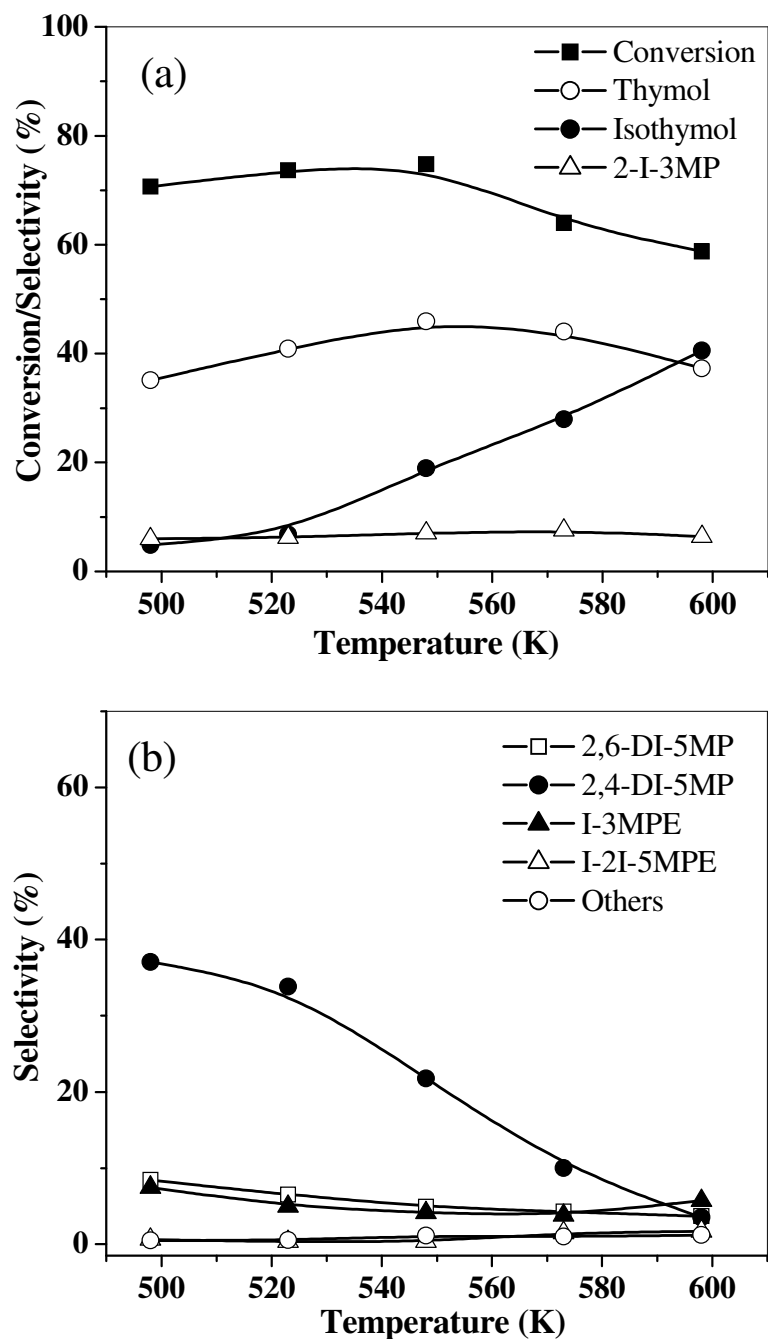 100
(a)
Conversion
Thymol
Isothymol
2-I-3MP
80
60
40
20
0
Conversion/Selectivity (%)
500 520 540 560 580 600
Temperature (K)
(b)
2,6-DI-5MP
2,4-DI-5MP
I-3MPE
I-2I-5MPE
Others
60
40
20
0
Selectivity (%)
500 520 540 560 580 600
Temperature (K)